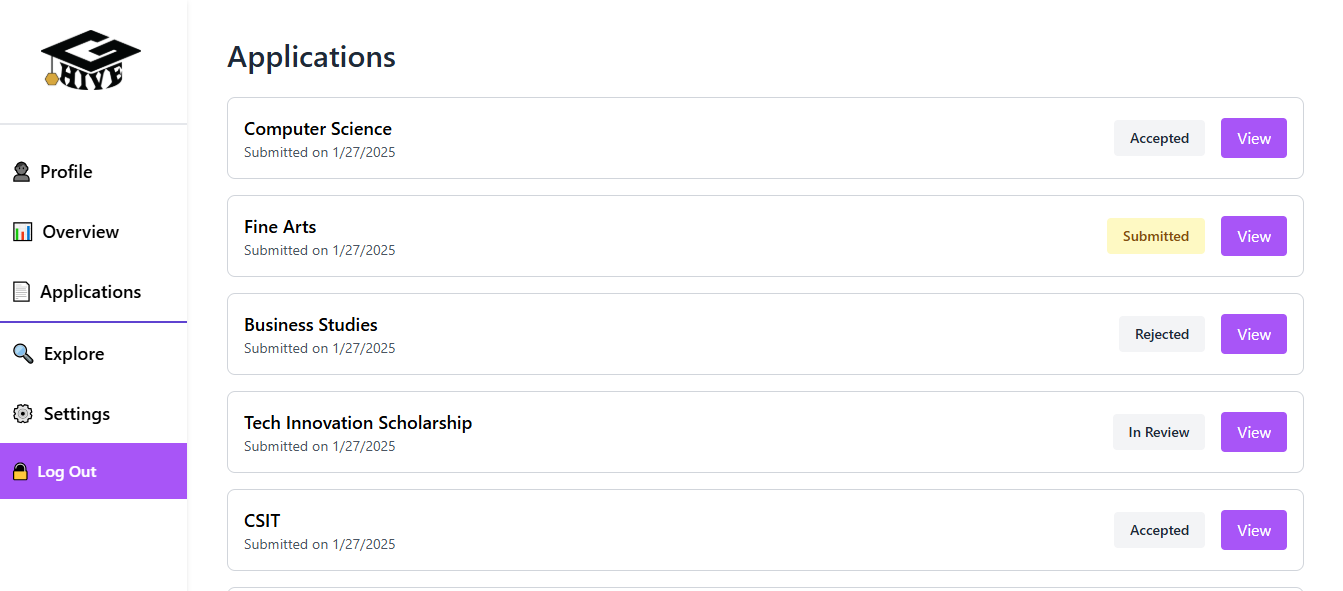 HIVE
Profile
Overview
Applications
Explore
Settings
Log Out
Applications
Computer Science
Submitted on 1/27/2025
Accepted
View
Fine Arts
Submitted on 1/27/2025
Submitted
View
Business Studies
Submitted on 1/27/2025
Rejected
View
Tech Innovation Scholarship
Submitted on 1/27/2025
In Review
View
CSIT
Submitted on 1/27/2025
Accepted
View